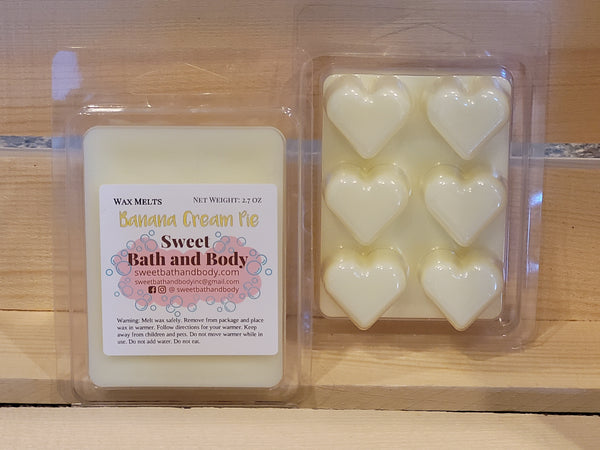 Wax Melts Net Weight: 2.7 oz
Banana Cream Pie
Sweet
Bath and Body
sweetbathandbody.com
sweetbathandbodyinc@gmail.com
@ sweetbathandbody
Warning: Melt wax safely. Remove from package and place
wax in warmer. Follow directions for your warmer. Keep
away from children and pets. Do not move warmer while in
use. Do not add water. Do not eat.